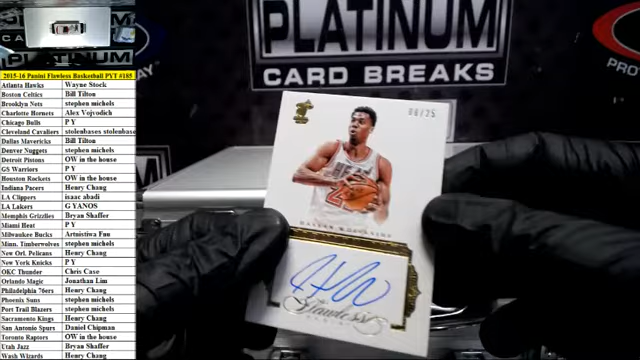 PLATINUM
CARD BREAKS
2015-16 Panini Flawless Basketball PYT #185
Atlanta Hawks Wayne Stock
Boston Celtics Bill Tilton
Brooklyn Nets stephen michels
Charlotte Hornets Alex Vojvodich
Chicago Bulls P Y
Cleveland Cavaliers stolenbases stolenbase
Dallas Mavericks Bill Tilton
Denver Nuggets stephen michels
Detroit Pistons OW in the house
GS Warriors P Y
Houston Rockets OW in the house
Indiana Pacers Henry Chang
LA Clippers isaac abadi
LA Lakers G YANOS
Memphis Grizzlies Bryan Shaffer
Miami Heat P Y
Milwaukee Bucks Artnistiwa Fuu
Minn. Timberwolves stephen michels
New Orl. Pelicans Henry Chang
New York Knicks P Y
OKC Thunder Chris Case
Orlando Magic Jonathan Lim
Philadelphia 76ers Henry Chang
Phoenix Suns stephen michels
Port Trail Blazers stephen michels
Sacramento Kings Henry Chang
San Antonio Spurs Daniel Chipman
Toronto Raptors OW in the house
Utah Jazz Bryan Shaffer
Wash Wizards Henry Chang
08/25
HASSAN WHITESIDE
Flawless